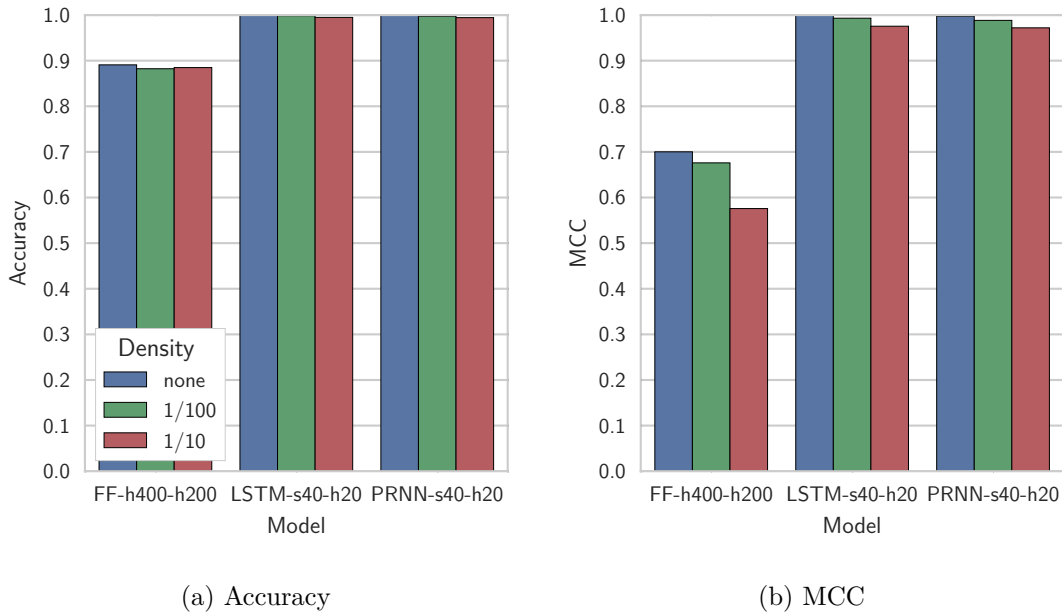 1.0
0.9
0.8
0.7
0.6
0.5
0.4
0.3
0.2
0.1
0.0
Accuracy
Density
none
1/100
1/10
FF-h400-h200 LSTM-s40-h20 PRNN-s40-h20
Model
(a) Accuracy
1.0
0.9
0.8
0.7
0.6
0.5
0.4
0.3
0.2
0.1
0.0
MCC
FF-h400-h200 LSTM-s40-h20 PRNN-s40-h20
Model
(b) MCC